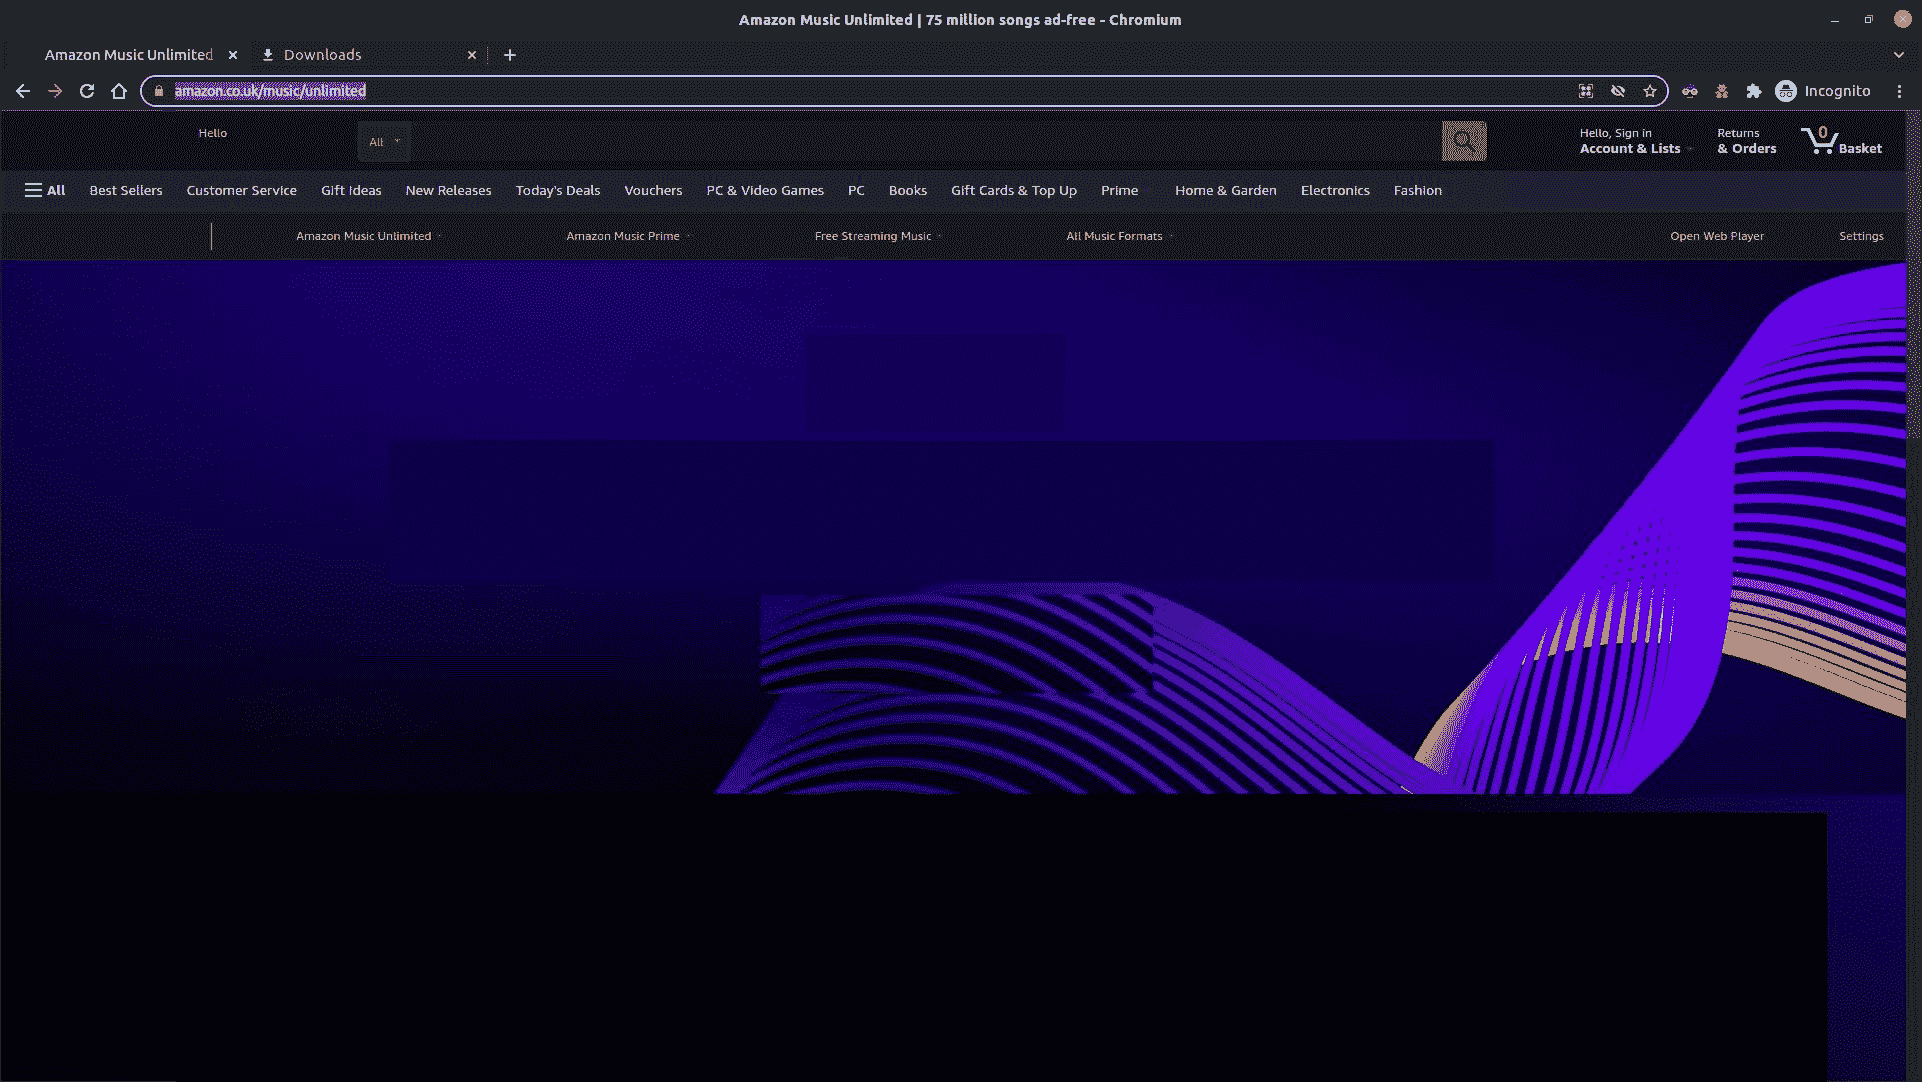 Amazon Music Unlimited | 75 million songs ad-free - Chromium
Amazon Music Unlimited
Downloads
amazon.co.uk/music/unlimited
Incognito
Hello
All
Hello, Sign in
Account & Lists
Returns
& Orders
0
Basket
All Best Sellers Customer Service Gift Ideas New Releases Today's Deals Vouchers PC & Video Games PC Books Gift Cards & Top Up Prime Home & Garden Electronics Fashion
Amazon Music Unlimited Amazon Music Prime Free Streaming Music All Music Formats Open Web Player Settings